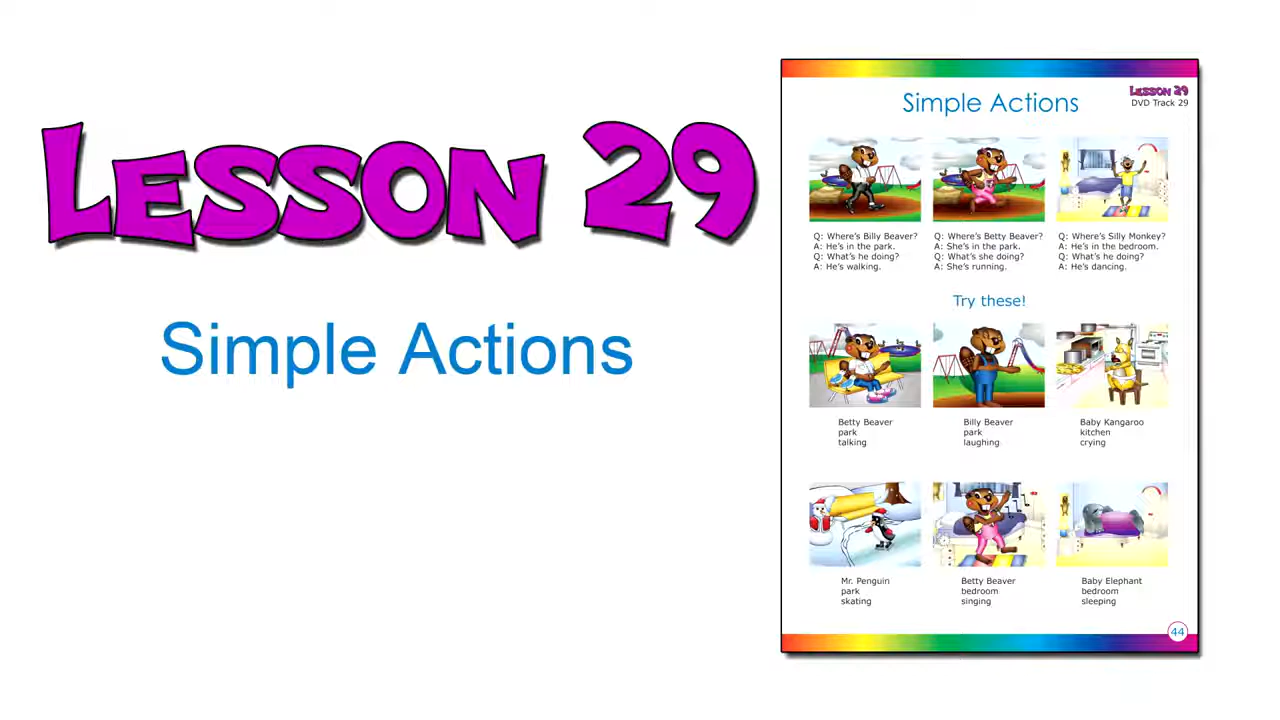 LESSON 29
Simple Actions
LESSON 29
DVD Track 29
Simple Actions
Q: Where's Billy Beaver?
A: He's in the park.
Q: What's he doing?
A: He's walking.
Q: Where's Betty Beaver?
A: She's in the park.
Q: What's she doing?
A: She's running.
Q: Where's Silly Monkey?
A: He's in the bedroom.
Q: What's he doing?
A: He's dancing.
Try these!
Betty Beaver
park
talking
Billy Beaver
park
laughing
Baby Kangaroo
kitchen
crying
Mr. Penguin
park
skating
Betty Beaver
bedroom
singing
Baby Elephant
bedroom
sleeping
44